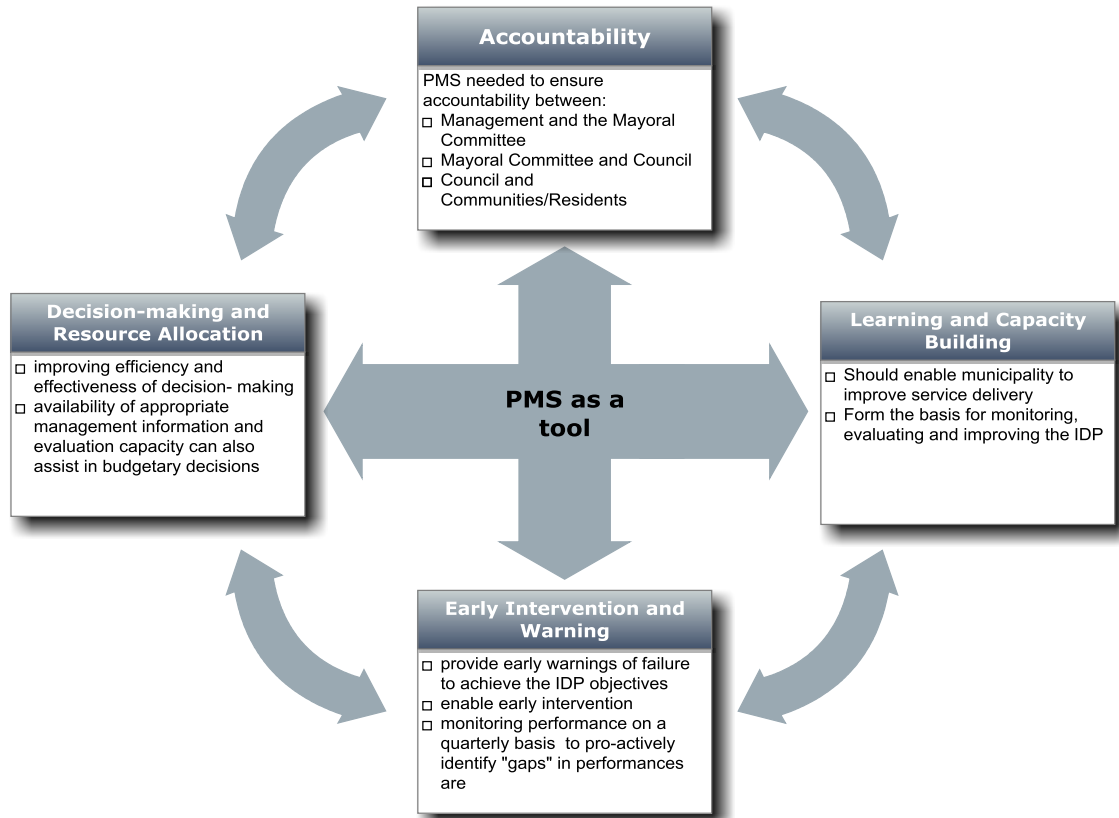 Accountability
PMS needed to ensure
accountability between:
Management and the Mayoral
Committee
Mayoral Committee and Council
Council and
Communities/Residents
Decision-making and
Resource Allocation
improving efficiency and
effectiveness of decision- making
availability of appropriate
management information and
evaluation capacity can also
assist in budgetary decisions
PMS as a
tool
Learning and Capacity
Building
Should enable municipality to
improve service delivery
Form the basis for monitoring,
evaluating and improving the IDP
Early Intervention and
Warning
provide early warnings of failure
to achieve the IDP objectives
enable early intervention
monitoring performance on a
quarterly basis  to pro-actively
identify "gaps" in performances
are